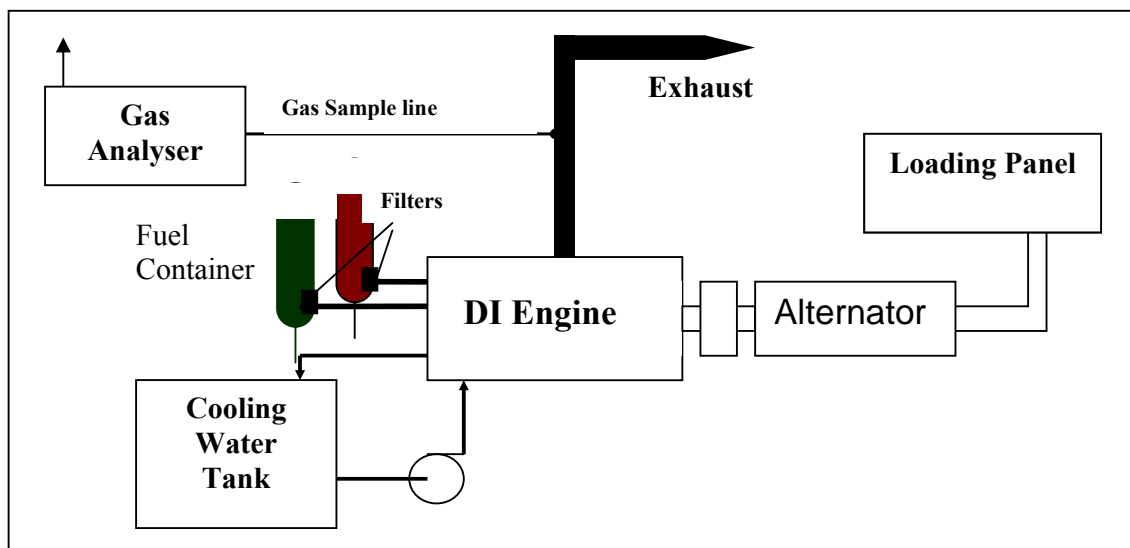 Exhaust
Gas
Analyser
Gas Sample line
Loading Panel
Filters
Fuel
Container
DI Engine
Alternator
Cooling
Water
Tank